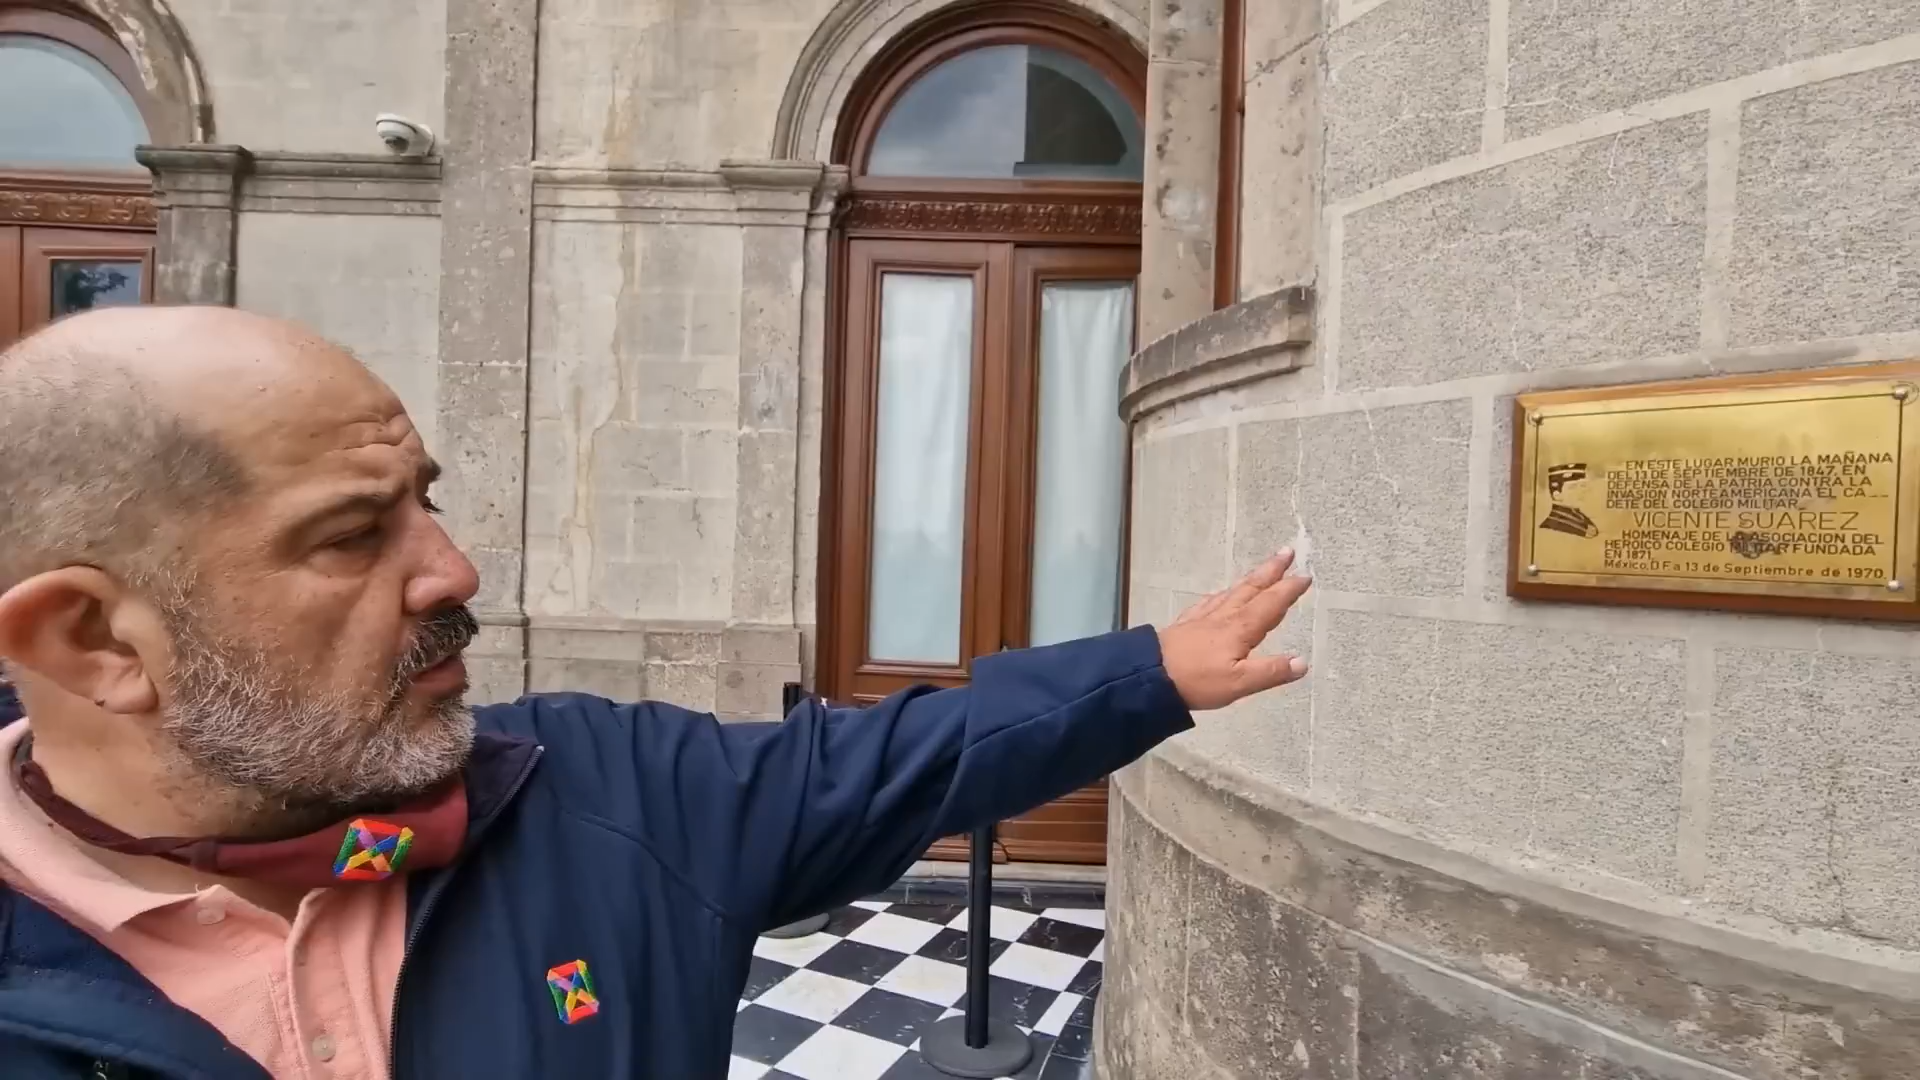 EN ESTE LUGAR MURIO LA MAÑANA
DEL 13 DE SEPTIEMBRE DE 1847, EN
DEFENSA DE LA PATRIA CONTRA LA
INVASION NORTEAMERICANA EL CA__
DETE DEL COLEGIO MILITAR_
VICENTE SUAREZ
HOMENAJE DE LA ASOCIACION DEL
HEROICO COLEGIO MILITAR FUNDADA
EN 1871.
México, D.F. a 13 de Septiembre de 1970.